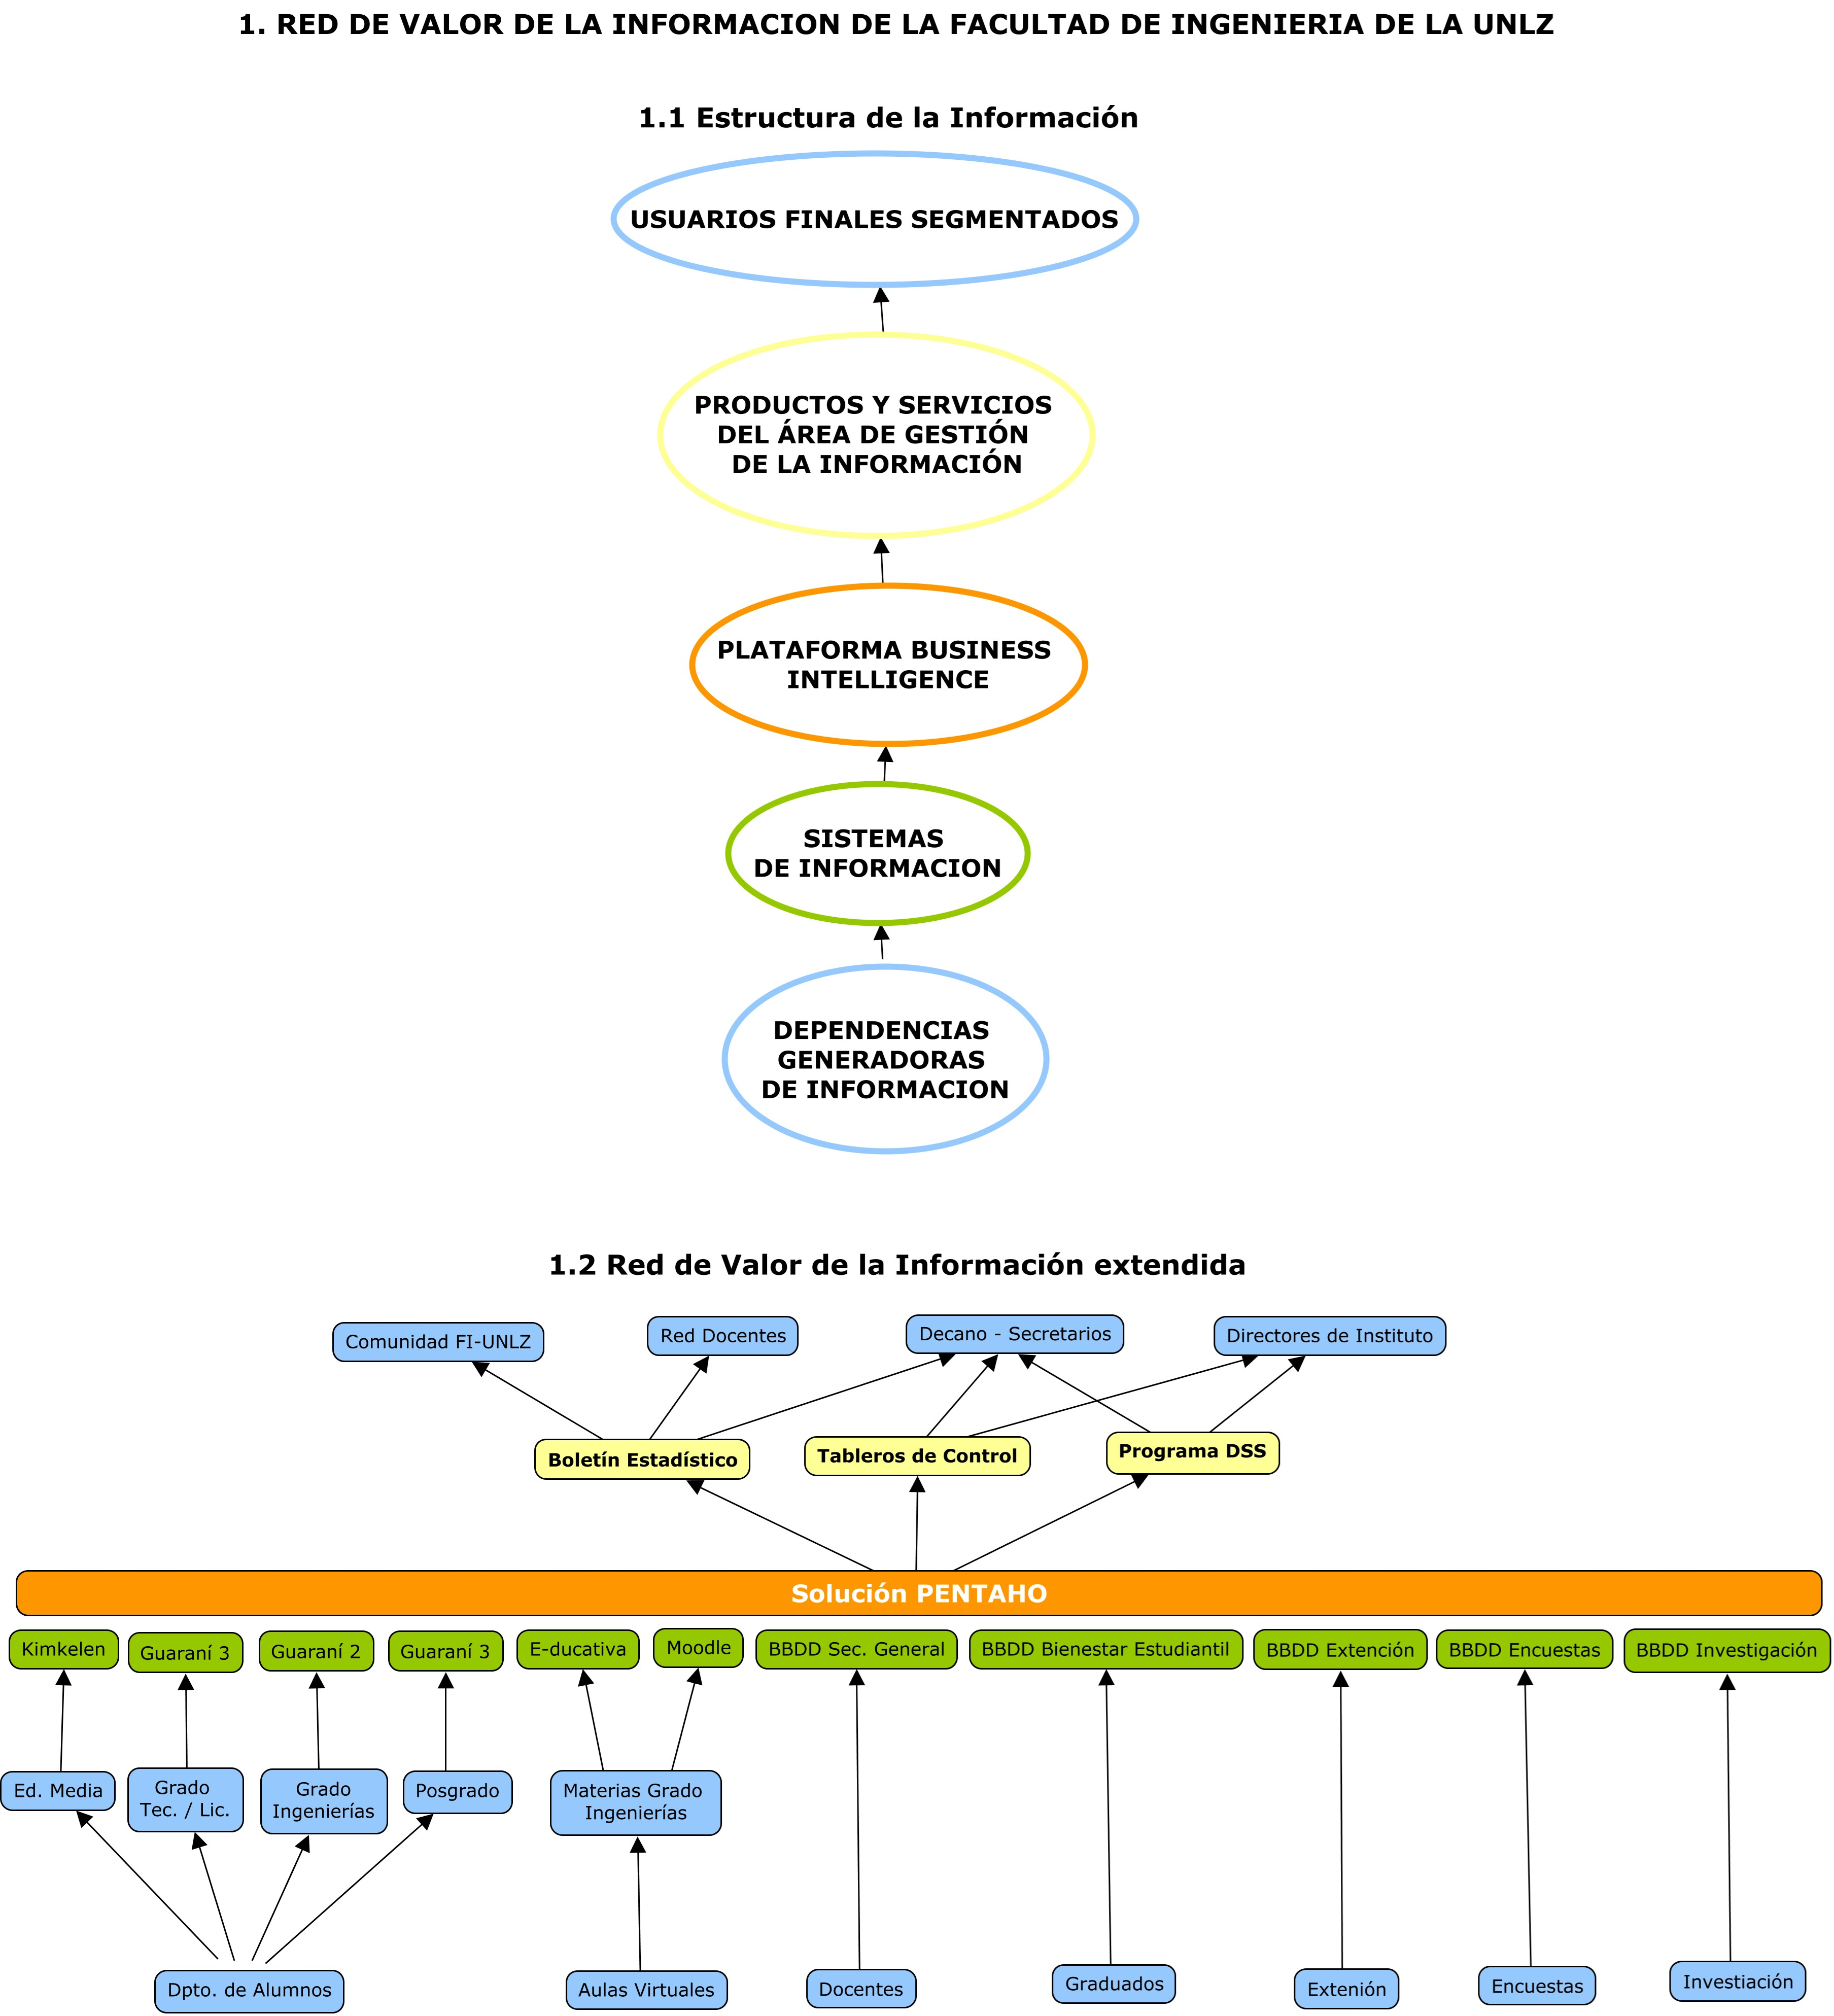 1. RED DE VALOR DE LA INFORMACION DE LA FACULTAD DE INGENIERIA DE LA UNLZ
1.1 Estructura de la Información
USUARIOS FINALES SEGMENTADOS
PRODUCTOS Y SERVICIOS
DEL ÁREA DE GESTIÓN
DE LA INFORMACIÓN
PLATAFORMA BUSINESS
INTELLIGENCE
SISTEMAS
DE INFORMACION
DEPENDENCIAS
GENERADORAS
DE INFORMACION
1.2 Red de Valor de la Información extendida
Comunidad FI-UNLZ
Red Docentes
Decano - Secretarios
Directores de Instituto
Boletín Estadístico
Tableros de Control
Programa DSS
Solución PENTAHO
Kimkelen
Guaraní 3
Guaraní 2
Guaraní 3
E-ducativa
Moodle
BBDD Sec. General
BBDD Bienestar Estudiantil
BBDD Extención
BBDD Encuestas
BBDD Investigación
Ed. Media
Grado
Tec. / Lic.
Grado
Ingenierías
Posgrado
Materias Grado
Ingenierías
Dpto. de Alumnos
Aulas Virtuales
Docentes
Graduados
Extenión
Encuestas
Investiación